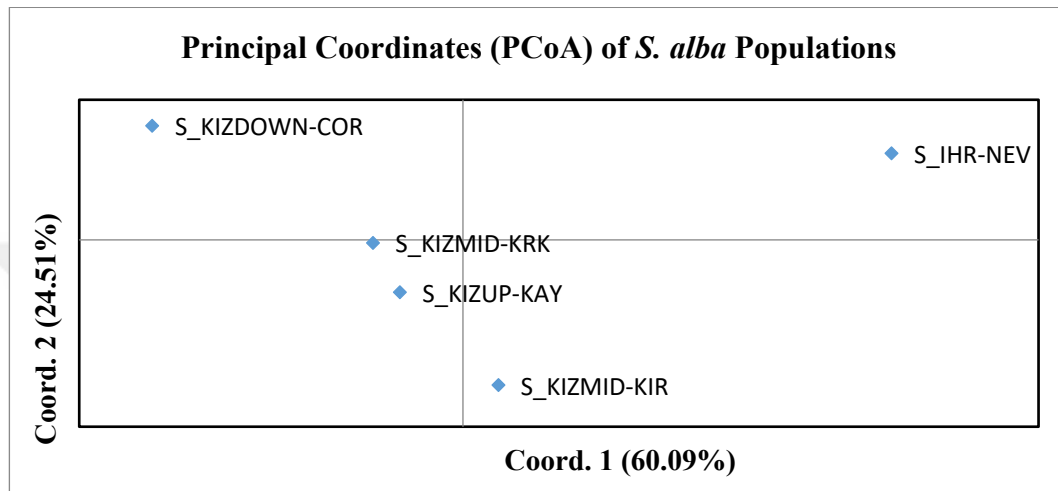 Principal Coordinates (PCoA) of S. alba Populations
S_KIZDOWN-COR
S_IHR-NEV
S_KIZMID-KRK
S_KIZUP-KAY
S_KIZMID-KIR
Coord. 2 (24.51%)
Coord. 1 (60.09%)